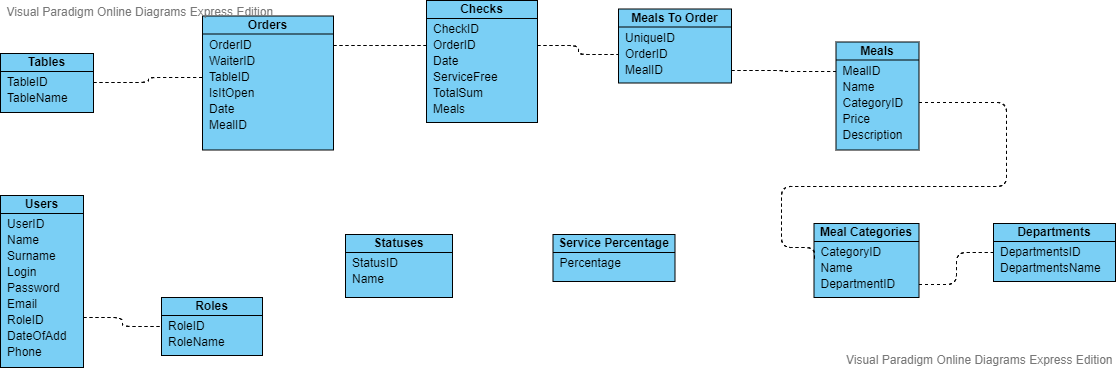 Visual Paradigm Online Diagrams Express Edition
Tables
TableID
TableName
Orders
OrderID
WaiterID
TableID
IsItOpen
Date
MealID
Checks
CheckID
OrderID
Date
ServiceFree
TotalSum
Meals
Meals To Order
UniqueID
OrderID
MealID
Meals
MealID
Name
CategoryID
Price
Description
Users
UserID
Name
Surname
Login
Password
Email
RoleID
DateOfAdd
Phone
Roles
RoleID
RoleName
Statuses
StatusID
Name
Service Percentage
Percentage
Meal Categories
CategoryID
Name
DepartmentID
Departments
DepartmentsID
DepartmentsName
Visual Paradigm Online Diagrams Express Edition